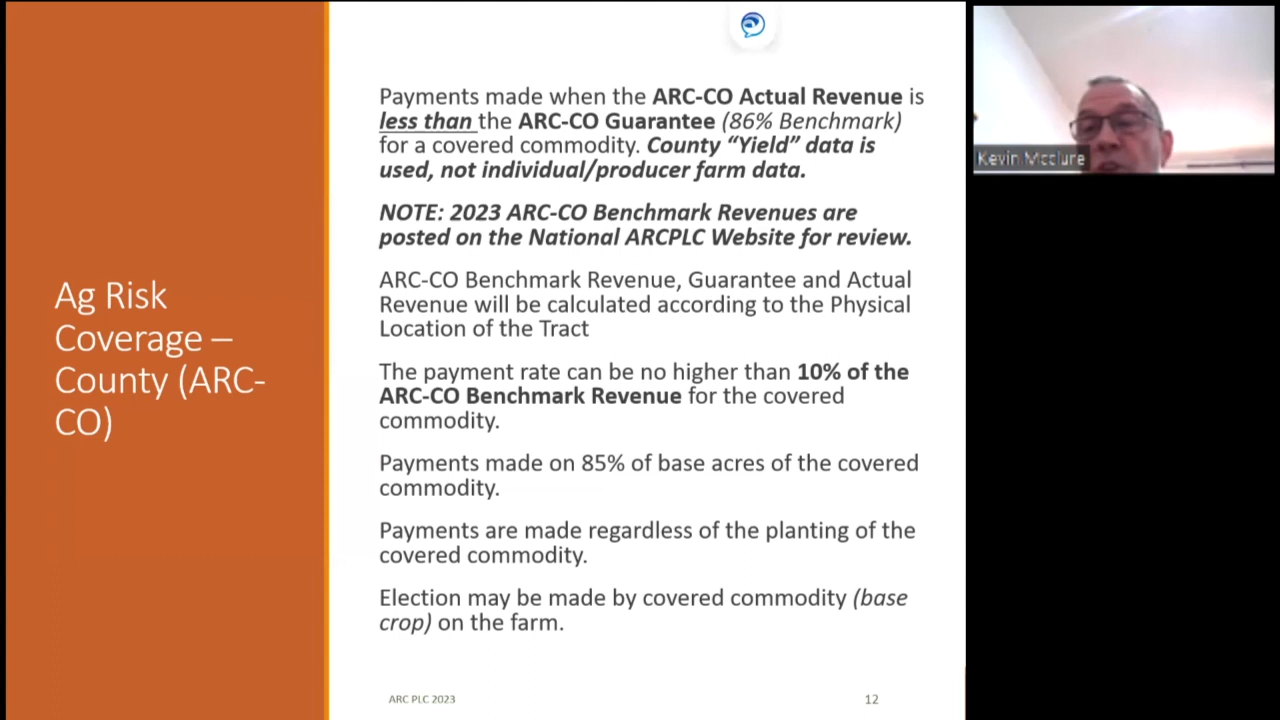 Ag Risk
Coverage –
County (ARC-
CO)
Payments made when the ARC-CO Actual Revenue is
less than the ARC-CO Guarantee (86% Benchmark)
for a covered commodity. County “Yield” data is
used, not individual/producer farm data.
NOTE: 2023 ARC-CO Benchmark Revenues are
posted on the National ARCPLC Website for review.
ARC-CO Benchmark Revenue, Guarantee and Actual
Revenue will be calculated according to the Physical
Location of the Tract
The payment rate can be no higher than 10% of the
ARC-CO Benchmark Revenue for the covered
commodity.
Payments made on 85% of base acres of the covered
commodity.
Payments are made regardless of the planting of the
covered commodity.
Election may be made by covered commodity (base
crop) on the farm.
ARC PLC 2023
12
Kevin Mcclure